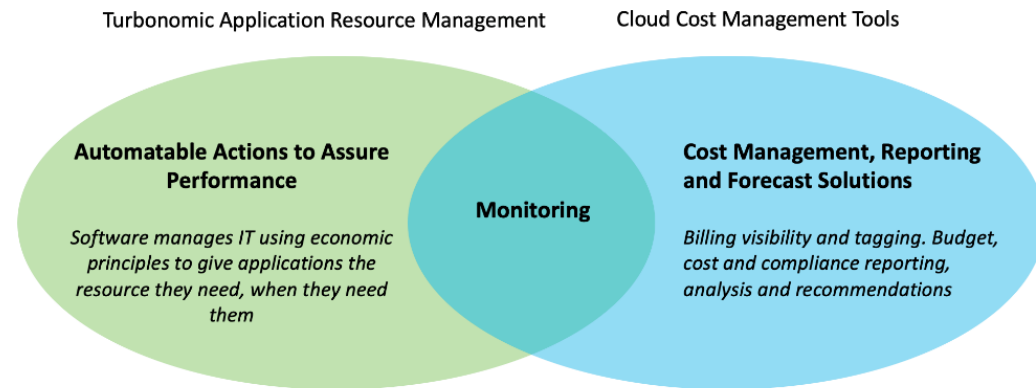 Turbonomic Application Resource Management
Cloud Cost Management Tools
Automatable Actions to Assure
Performance
Software manages IT using economic
principles to give applications the
resource they need, when they need
them
Monitoring
Cost Management, Reporting
and Forecast Solutions
Billing visibility and tagging. Budget,
cost and compliance reporting,
analysis and recommendations